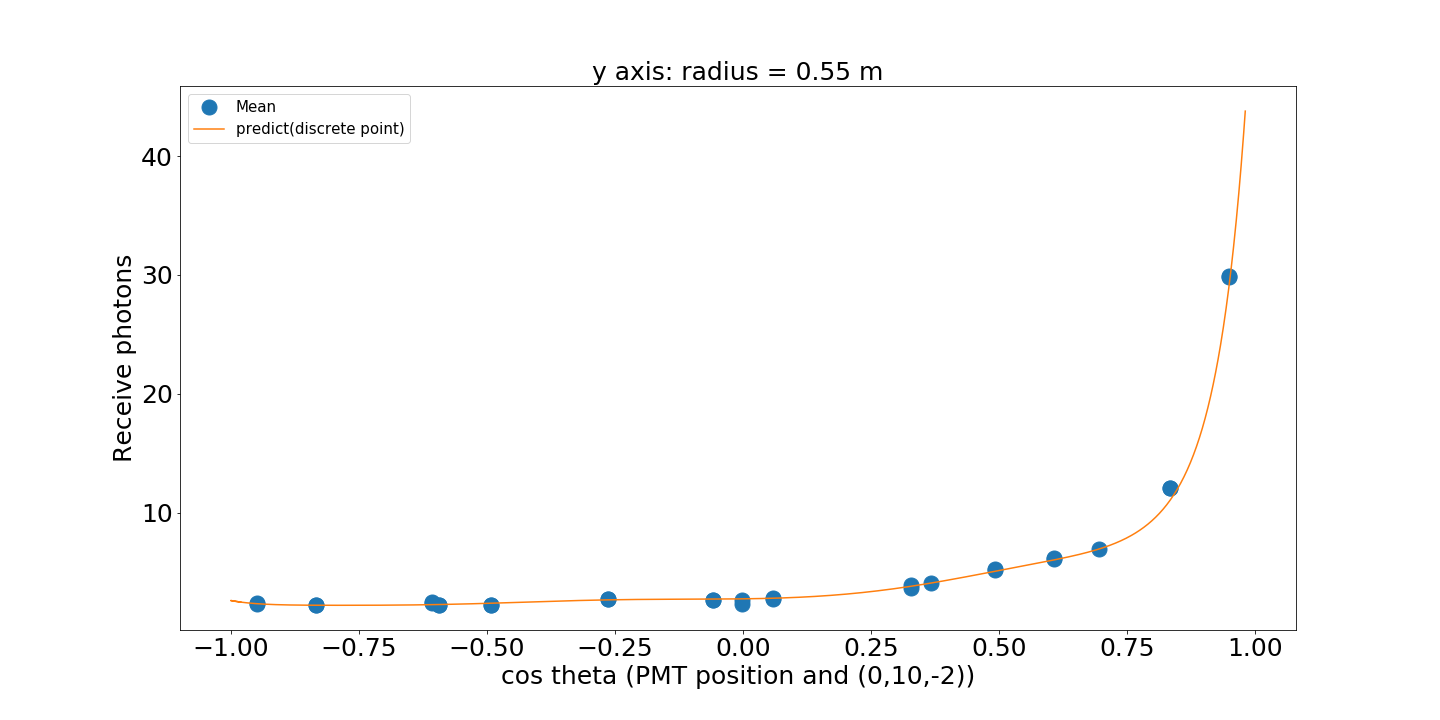 y axis: radius = 0.55 m
Mean
predict(discrete point)
40
30
20
10
Receive photons
−1.00 −0.75 −0.50 −0.25 0.00 0.25 0.50 0.75 1.00
cos theta (PMT position and (0,10,-2))